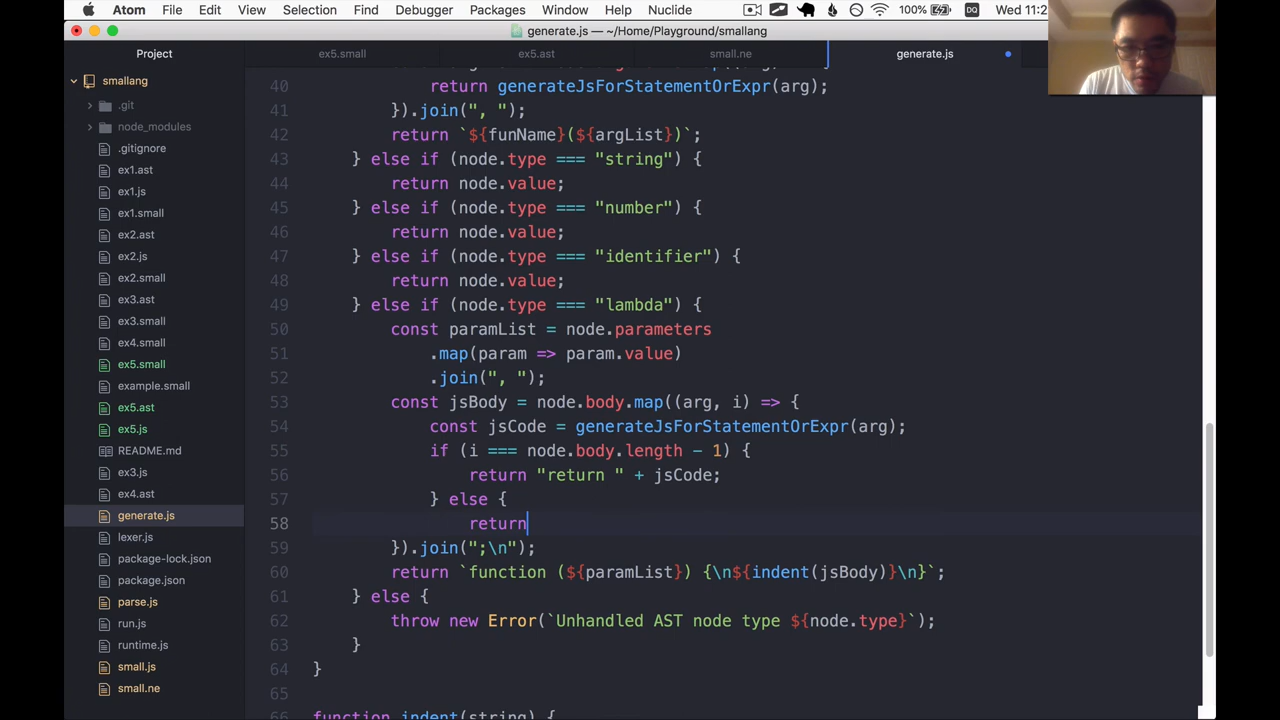 Atom File Edit View Selection Find Debugger Packages Window Help Nuclide 100% DQ Wed 11:2
generate.js — ~/Home/Playground/smallang
Project
ex5.small
ex5.ast
small.ne
generate.js
smallang
.git
node_modules
.gitignore
ex1.ast
ex1.js
ex1.small
ex2.ast
ex2.js
ex2.small
ex3.ast
ex3.small
ex4.small
ex5.small
example.small
ex5.ast
ex5.js
README.md
ex3.js
ex4.ast
generate.js
lexer.js
package-lock.json
package.json
parse.js
run.js
runtime.js
small.js
small.ne
40 return generateJsForStatementOrExpr(arg);
41 }).join(", ");
42 return `${funName}(${argList})`;
43 } else if (node.type === "string") {
44 return node.value;
45 } else if (node.type === "number") {
46 return node.value;
47 } else if (node.type === "identifier") {
48 return node.value;
49 } else if (node.type === "lambda") {
50 const paramList = node.parameters
51 .map(param => param.value)
52 .join(", ");
53 const jsBody = node.body.map((arg, i) => {
54 const jsCode = generateJsForStatementOrExpr(arg);
55 if (i === node.body.length - 1) {
56 return "return " + jsCode;
57 } else {
58 return
59 }).join(";\n");
60 return `function (${paramList}) {\n${indent(jsBody)}\n}`;
61 } else {
62 throw new Error(`Unhandled AST node type ${node.type}`);
63 }
64 }
65
66 function indent(string) {